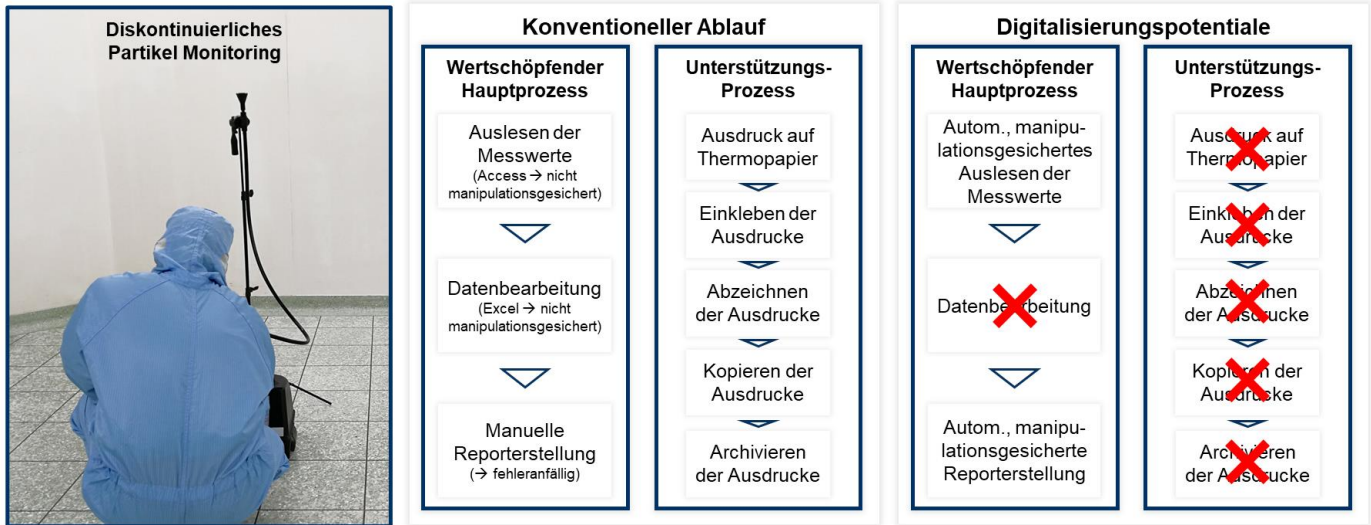 Diskontinuierliches
Partikel Monitoring
Konventioneller Ablauf
Wertschöpfender
Hauptprozess
Auslesen der
Messwerte
(Access → nicht
manipulationsgesichert)
Datenbearbeitung
(Excel → nicht
manipulationsgesichert)
Manuelle
Reporterstellung
(→ fehleranfällig)
Unterstützungs-
Prozess
Ausdruck auf
Thermopapier
Einkleben der
Ausdrucke
Abzeichnen
der Ausdrucke
Kopieren der
Ausdrucke
Archivieren
der Ausdrucke
Digitalisierungspotentiale
Wertschöpfender
Hauptprozess
Autom., manipu-
lationsgesichertes
Auslesen der
Messwerte
Datenbearbeitung
Autom., manipu-
lationsgesicherte
Reporterstellung
Unterstützungs-
Prozess
Ausdruck auf
Thermopapier
Einkleben der
Ausdrucke
Abzeichnen
der Ausdrucke
Kopieren der
Ausdrucke
Archivieren
der Ausdrucke